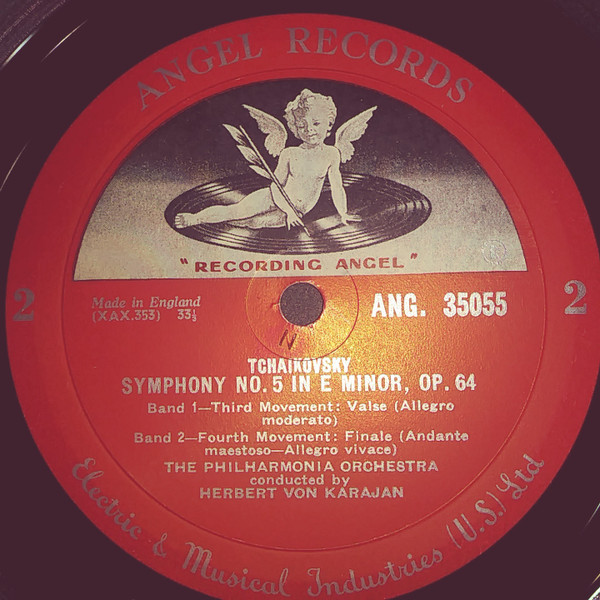 ANGEL RECORDS
"RECORDING ANGEL"
2
2
Made in England
(XAX.353) 33⅓
ANG. 35055
N
TCHAIKOVSKY
SYMPHONY NO. 5 IN E MINOR, OP. 64
Band 1—Third Movement: Valse (Allegro
moderato)
Band 2—Fourth Movement: Finale (Andante
maestoso—Allegro vivace)
THE PHILHARMONIA ORCHESTRA
conducted by
HERBERT VON KARAJAN
Electric & Musical Industries (U.S.) Ltd